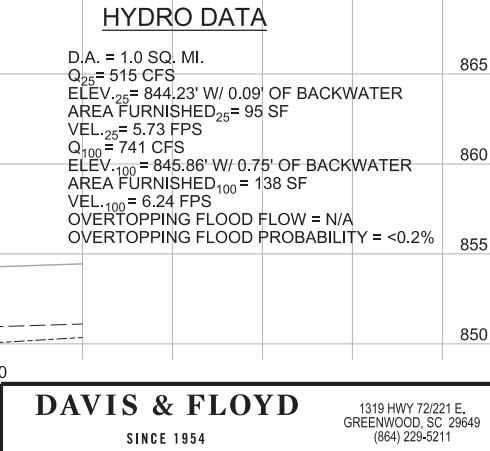 HYDRO DATA
D.A. = 1.0 SQ. MI.
Q25= 515 CFS
ELEV.25= 844.23' W/ 0.09' OF BACKWATER
AREA FURNISHED25= 95 SF
VEL.25= 5.73 FPS
Q100= 741 CFS
ELEV.100= 845.86' W/ 0.75' OF BACKWATER
AREA FURNISHED100= 138 SF
VEL.100= 6.24 FPS
OVERTOPPING FLOOD FLOW = N/A
OVERTOPPING FLOOD PROBABILITY = <0.2%
865
860
855
850
0
DAVIS & FLOYD
SINCE 1954
1319 HWY 72/221 E.
GREENWOOD, SC 29649
(864) 229-5211